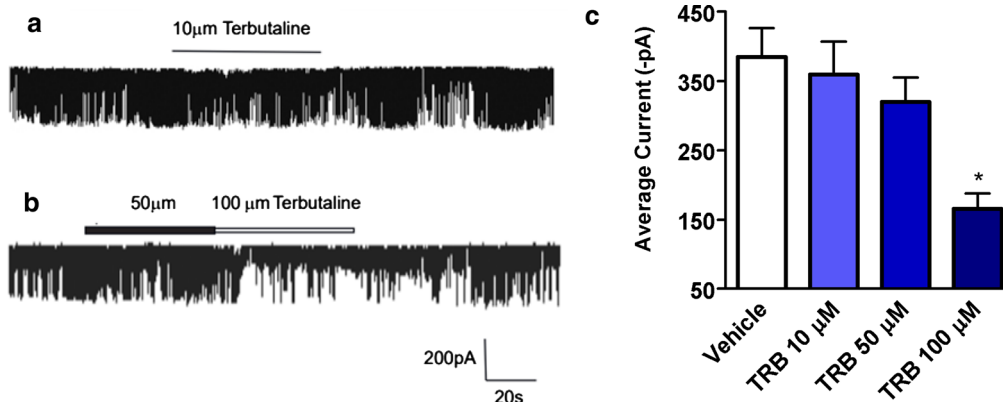 a
10μm Terbutaline
b
50μm 100 μm Terbutaline
200pA
20s
c
Average Current (-pA)
450
350
250
150
50
*
Vehicle
TRB 10 μM
TRB 50 μM
TRB 100 μM